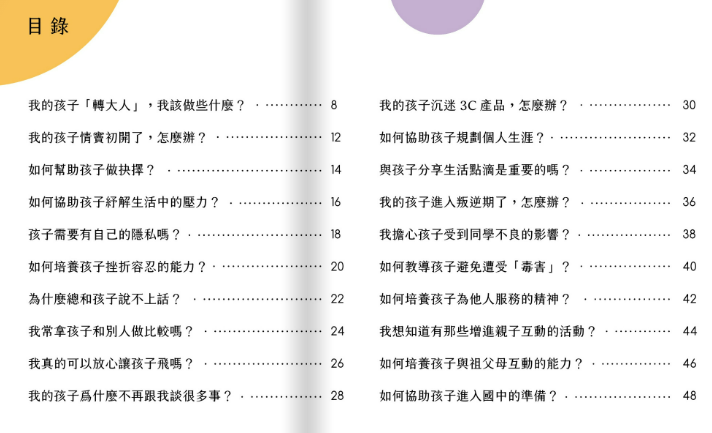 目錄
我的孩子「轉大人」，我該做些什麼？ ‧ ………… 8
我的孩子情竇初開了，怎麼辦？ ‧ ………… 12
如何幫助孩子做抉擇？ ‧ ………… 14
如何協助孩子紓解生活中的壓力？ ‧ ………… 16
孩子需要有自己的隱私嗎？ ‧ ………… 18
如何培養孩子挫折容忍的能力？ ‧ ………… 20
為什麼總和孩子說不上話？ ‧ ………… 22
我常拿孩子和別人做比較嗎？ ‧ ………… 24
我真的可以放心讓孩子飛嗎？ ‧ ………… 26
我的孩子爲什麼不再跟我談很多事？ ‧ ………… 28
我的孩子沉迷 3C 產品，怎麼辦？ ‧ ………… 30
如何協助孩子規劃個人生涯？ ‧ ………… 32
與孩子分享生活點滴是重要的嗎？ ‧ ………… 34
我的孩子進入叛逆期了，怎麼辦？ ‧ ………… 36
我擔心孩子受到同學不良的影響？ ‧ ………… 38
如何教導孩子避免遭受「毒害」？ ‧ ………… 40
如何培養孩子為他人服務的精神？ ‧ ………… 42
我想知道有那些增進親子互動的活動？ ‧ ………… 44
如何培養孩子與祖父母互動的能力？ ‧ ………… 46
如何協助孩子進入國中的準備？ ‧ ………… 48